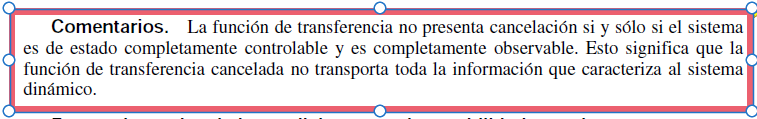 Comentarios. La función de transferencia no presenta cancelación si y sólo si el sistema
es de estado completamente controlable y es completamente observable. Esto significa que la
función de transferencia cancelada no transporta toda la información que caracteriza al sistema
dinámico.